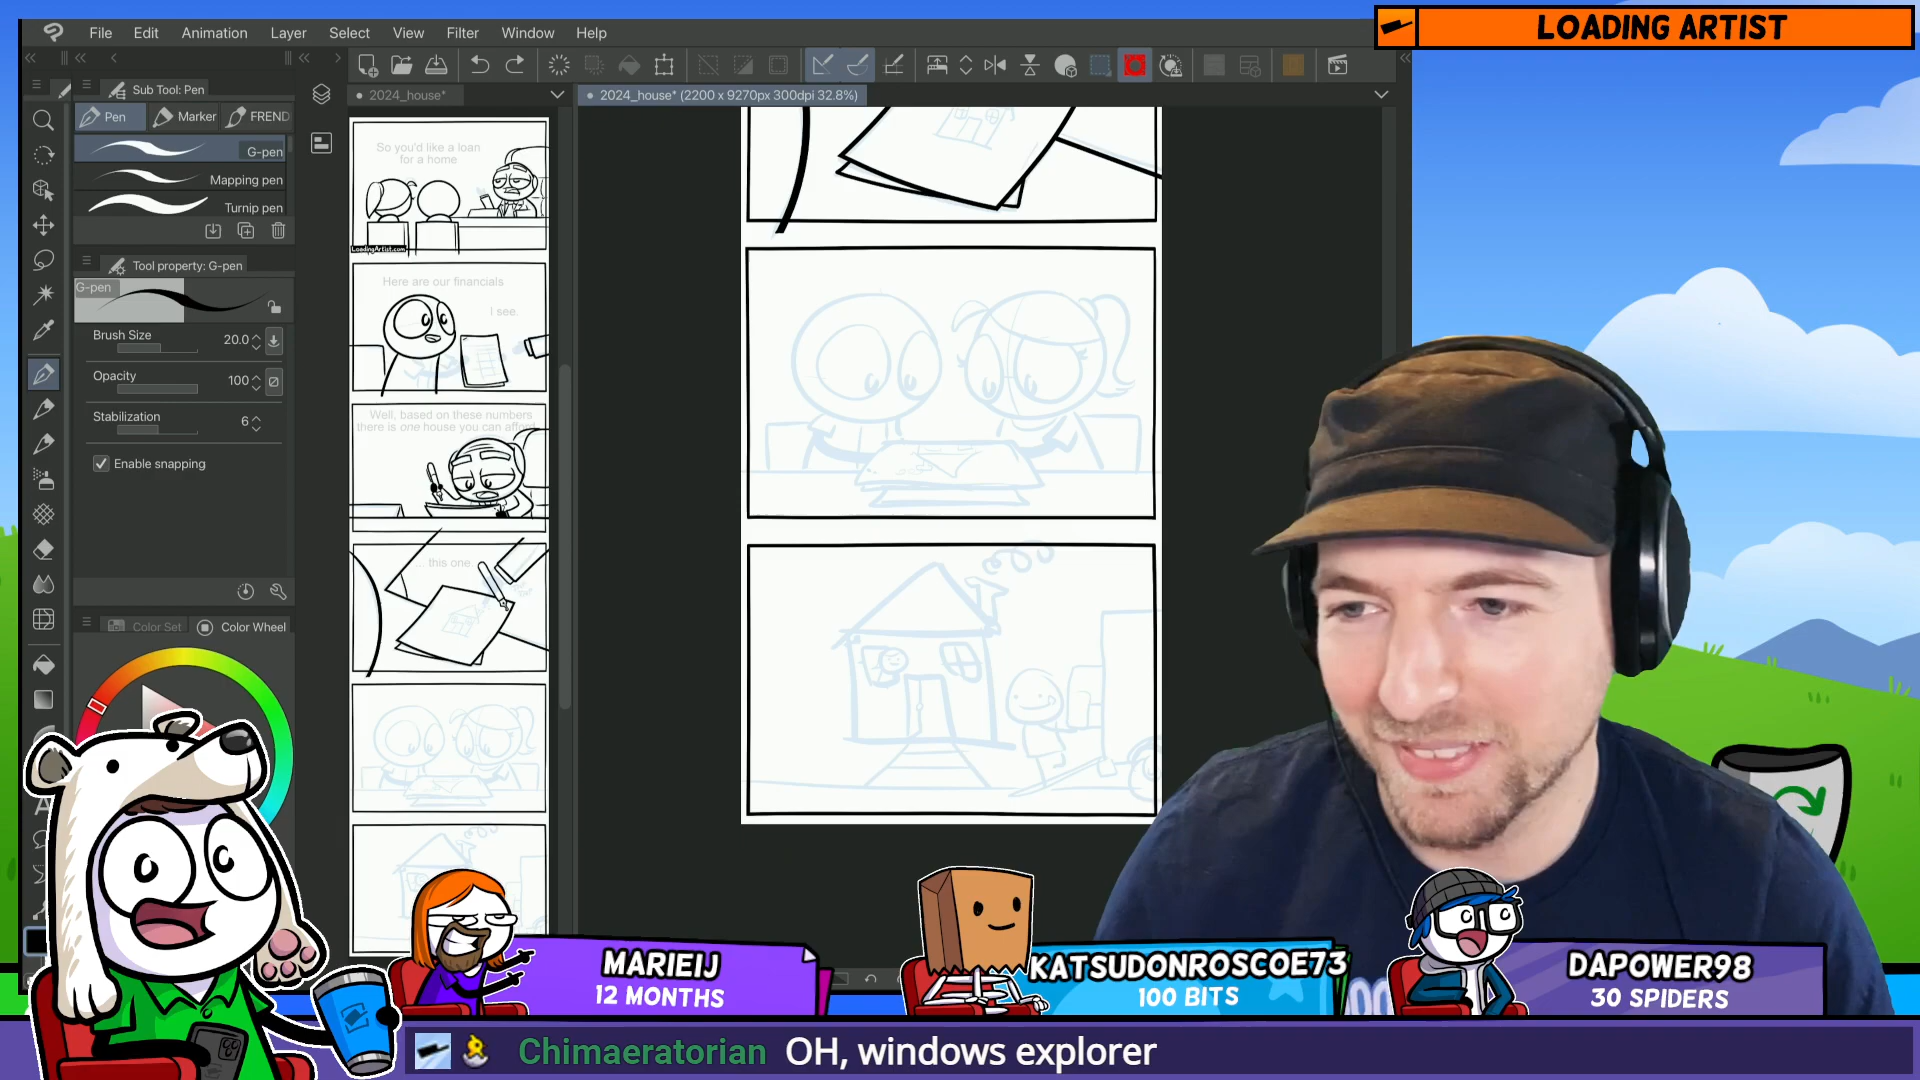 File Edit Animation Layer Select View Filter Window Help
LOADING ARTIST
Sub Tool: Pen
2024_house*
2024_house* (2200 x 9270px 300dpi 32.8%)
Pen Marker FREND
G-pen
Mapping pen
Turnip pen
Tool property: G-pen
G-pen
Brush Size 20.0
Opacity 100
Stabilization 6
Enable snapping
Color Set Color Wheel
So you'd like a loan
for a home
LoadingArtist.com
Here are our financials
I see.
Well, based on these numbers
there is one house you can afford
... this one.
MARIEIJ
12 MONTHS
KATSUDONROSCOE73
100 BITS
DAPOWER98
30 SPIDERS
Chimaeratorian OH, windows explorer